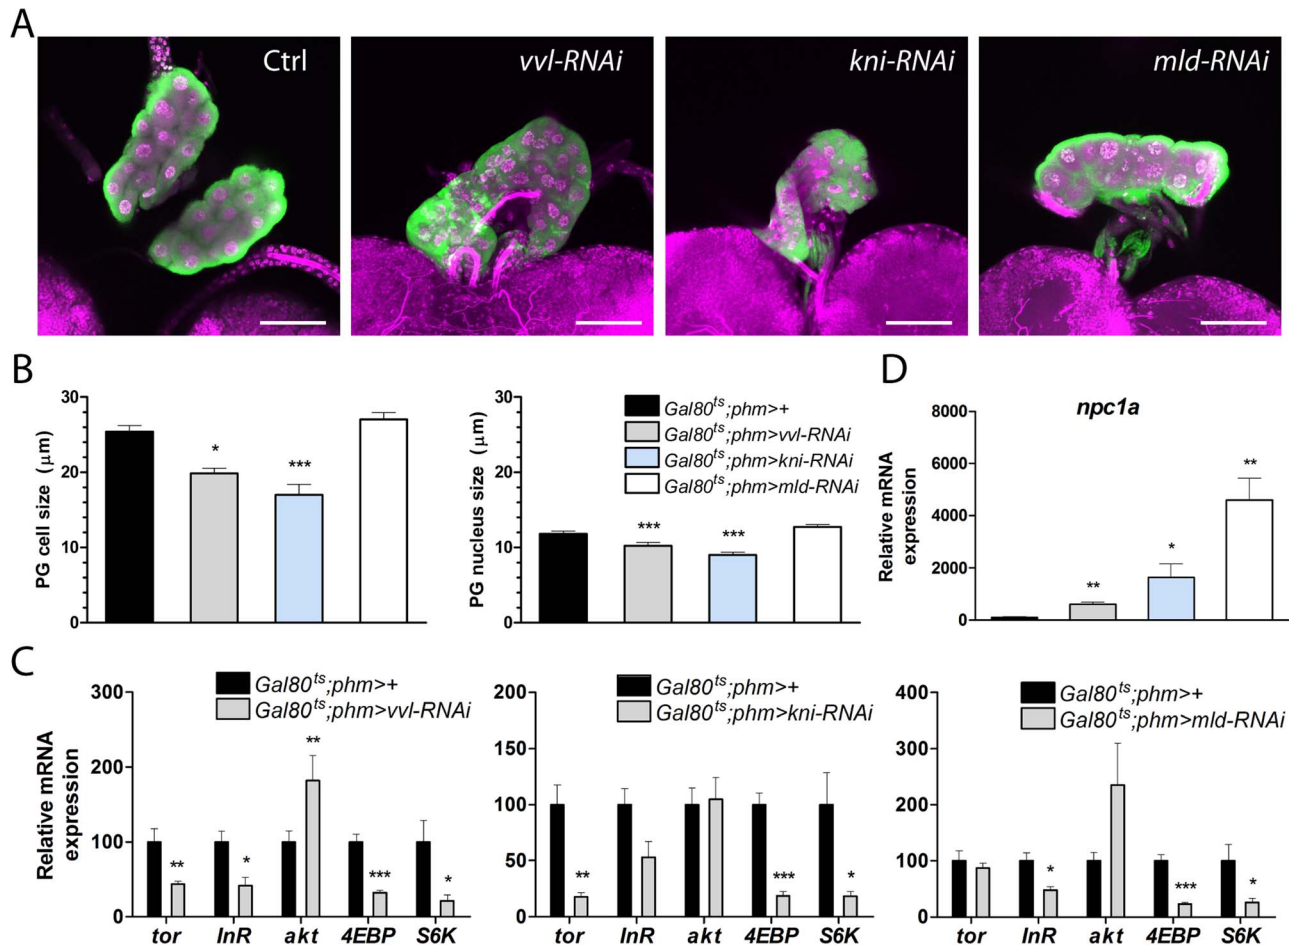 A
Ctrl
vvl-RNAi
kni-RNAi
mld-RNAi
B
30
20
10
0
PG cell size (μm)
*
***
30
20
10
0
PG nucleus size (μm)
***
***
Gal80ts;phm>+
Gal80ts;phm>vvl-RNAi
Gal80ts;phm>kni-RNAi
Gal80ts;phm>mld-RNAi
D
npc1a
8000
6000
4000
2000
0
Relative mRNA
expression
**
*
**
C
300
200
100
0
Relative mRNA
expression
Gal80ts;phm>+
Gal80ts;phm>vvl-RNAi
**
*
**
***
*
tor InR akt 4EBP S6K
200
150
100
50
0
Gal80ts;phm>+
Gal80ts;phm>kni-RNAi
**
***
*
tor InR akt 4EBP S6K
400
300
200
100
0
Gal80ts;phm>+
Gal80ts;phm>mld-RNAi
*
***
*
tor InR akt 4EBP S6K